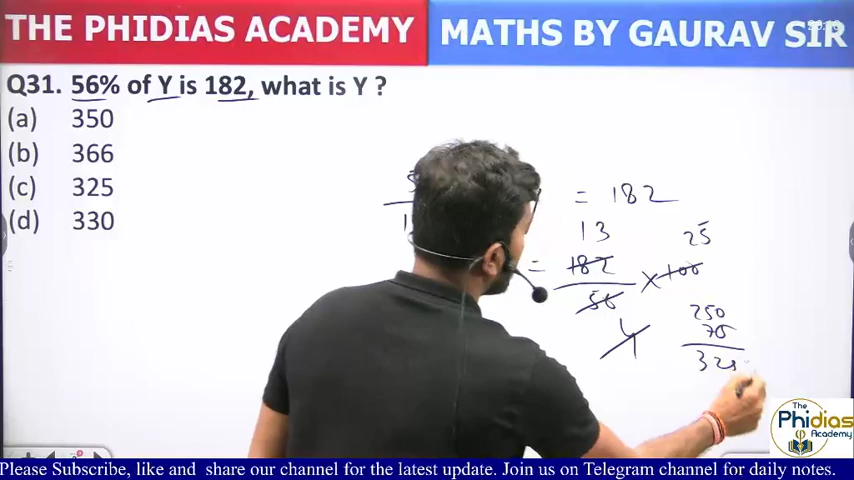 THE PHIDIAS ACADEMY
MATHS BY GAURAV SIR
Q31. 56% of Y is 182, what is Y ?
(a) 350
(b) 366
(c) 325
(d) 330
= 182
13
25
= 182
× 100
56
4
250
75
325
The
Phidias
Academy
Please Subscribe, like and share our channel for the latest update. Join us on Telegram channel for daily notes.